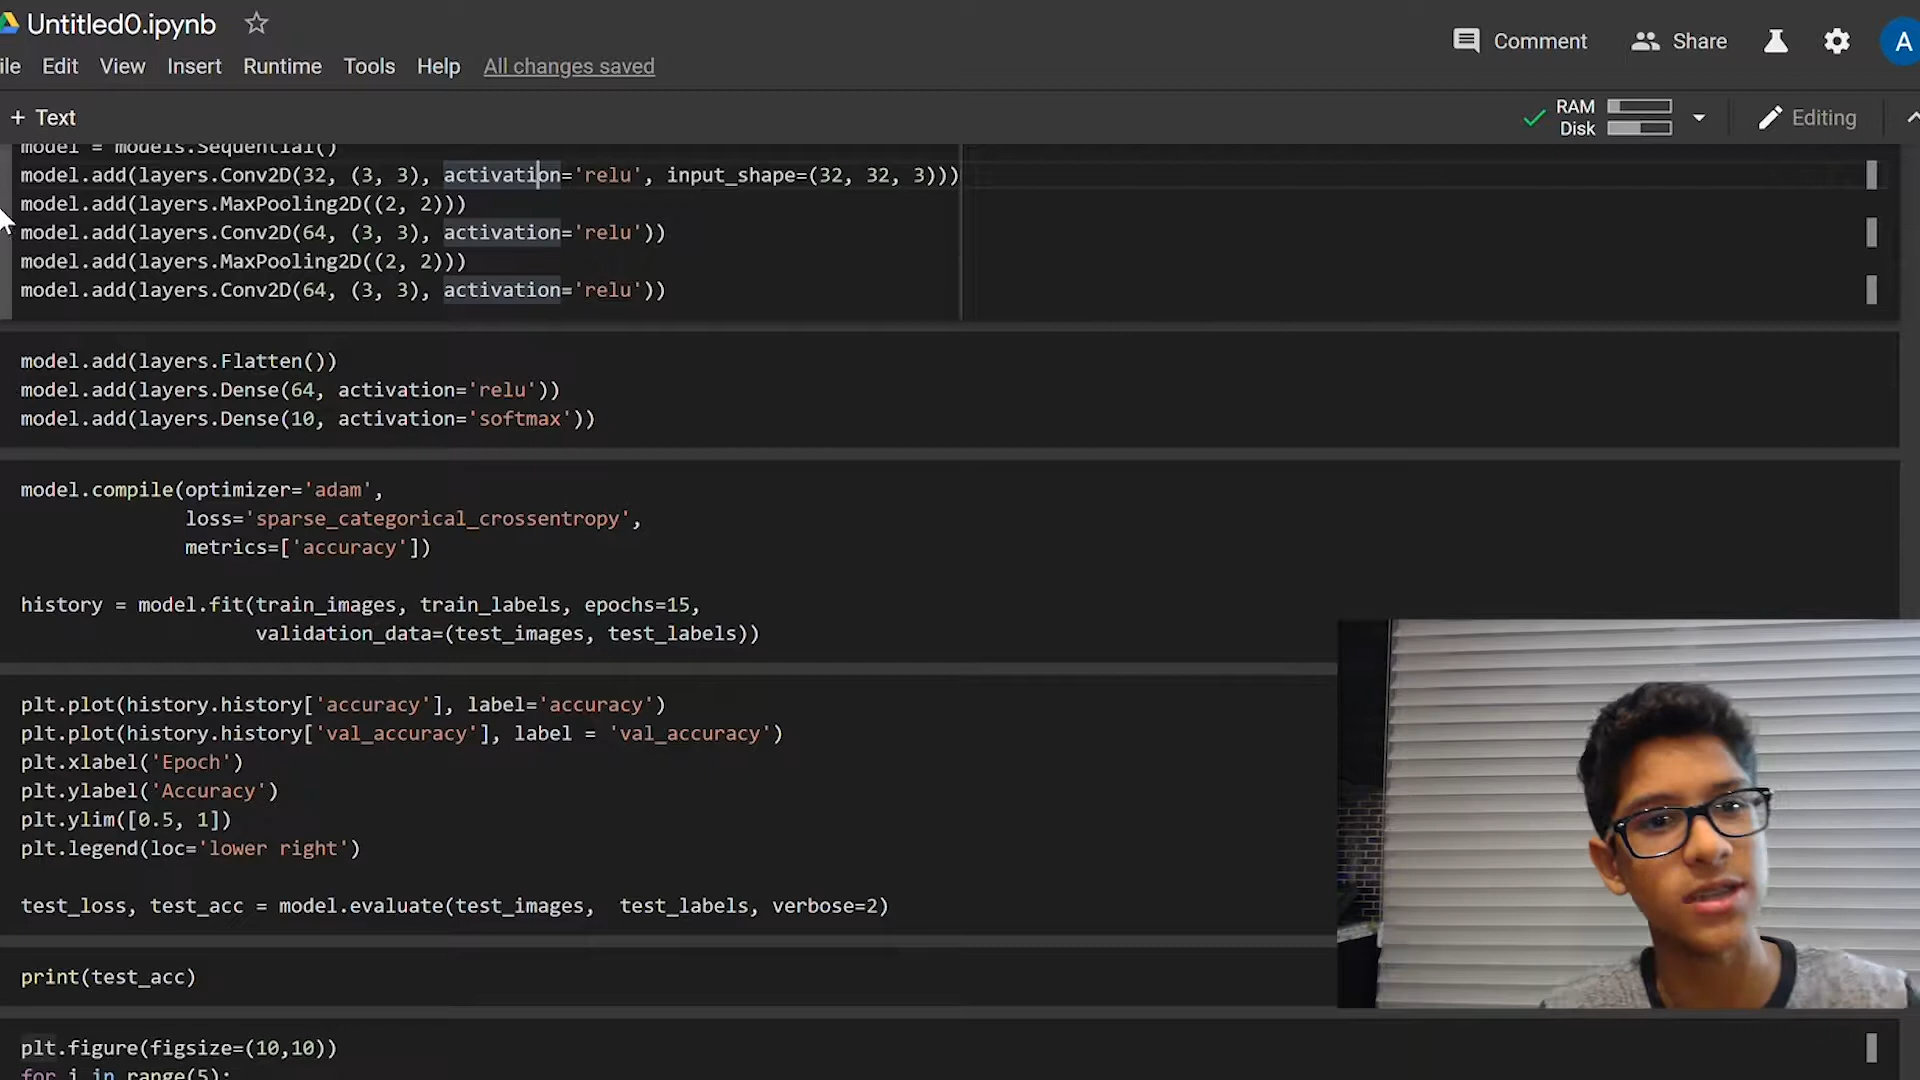 Untitled0.ipynb
ile Edit View Insert Runtime Tools Help All changes saved
Comment Share A
+ Text
RAM
Disk
Editing
model = models.Sequential()
model.add(layers.Conv2D(32, (3, 3), activation='relu', input_shape=(32, 32, 3)))
model.add(layers.MaxPooling2D((2, 2)))
model.add(layers.Conv2D(64, (3, 3), activation='relu'))
model.add(layers.MaxPooling2D((2, 2)))
model.add(layers.Conv2D(64, (3, 3), activation='relu'))
model.add(layers.Flatten())
model.add(layers.Dense(64, activation='relu'))
model.add(layers.Dense(10, activation='softmax'))
model.compile(optimizer='adam',
loss='sparse_categorical_crossentropy',
metrics=['accuracy'])
history = model.fit(train_images, train_labels, epochs=15,
validation_data=(test_images, test_labels))
plt.plot(history.history['accuracy'], label='accuracy')
plt.plot(history.history['val_accuracy'], label = 'val_accuracy')
plt.xlabel('Epoch')
plt.ylabel('Accuracy')
plt.ylim([0.5, 1])
plt.legend(loc='lower right')
test_loss, test_acc = model.evaluate(test_images,  test_labels, verbose=2)
print(test_acc)
plt.figure(figsize=(10,10))
for i in range(5):